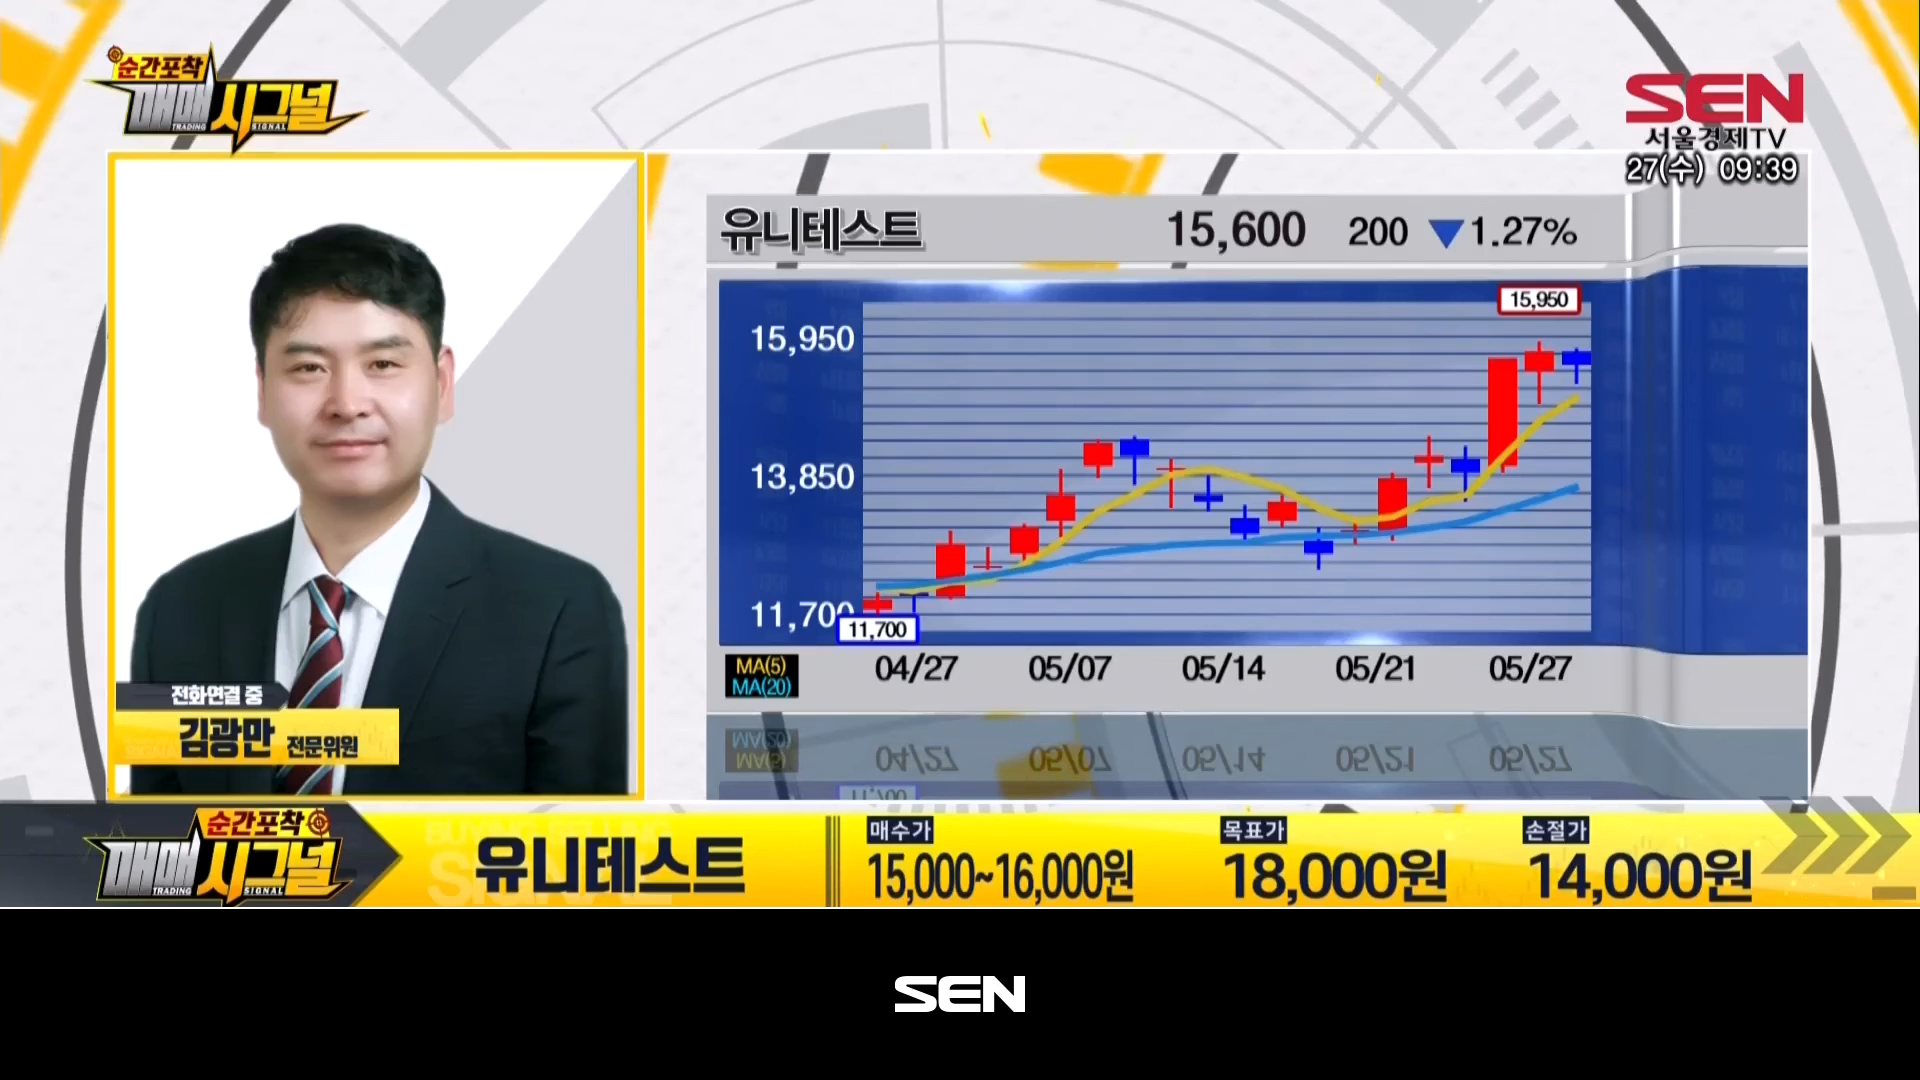 순간포착
매매 시그널
TRADING SIGNAL
SEN
서울경제TV
27(수) 09:39
유니테스트 15,600 200 ▼1.27%
15,950
15,950
13,850
11,700
11,700
MA(5)
MA(20)
04/27 05/07 05/14 05/21 05/27
전화연결 중
김광만 전문위원
순간포착
매매 시그널
TRADING SIGNAL
유니테스트
매수가
15,000~16,000원
목표가
18,000원
손절가
14,000원
SEN